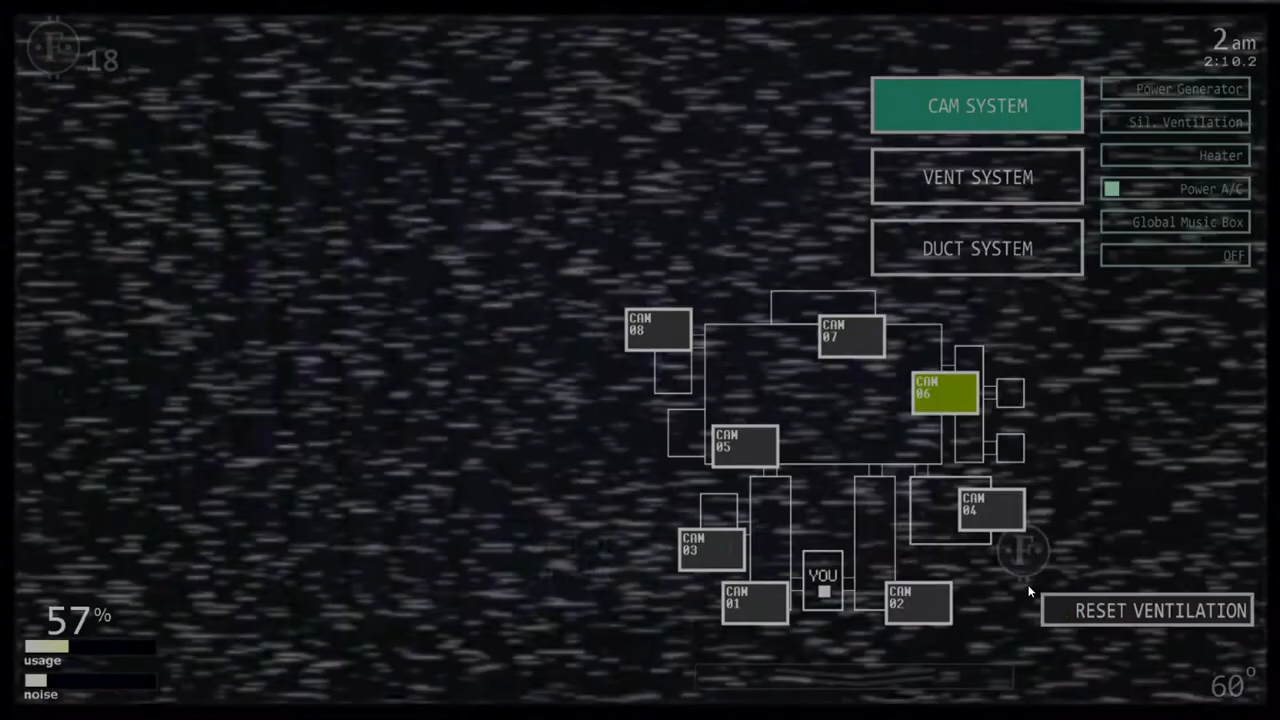 F 18
2 am
2:10.2
CAM SYSTEM
VENT SYSTEM
DUCT SYSTEM
Power Generator
Sil. Ventilation
Heater
Power A/C
Global Music Box
OFF
CAM
08
CAM
07
CAM
06
CAM
05
CAM
04
F
CAM
03
YOU
CAM
01
CAM
02
RESET VENTILATION
57%
usage
noise
60°